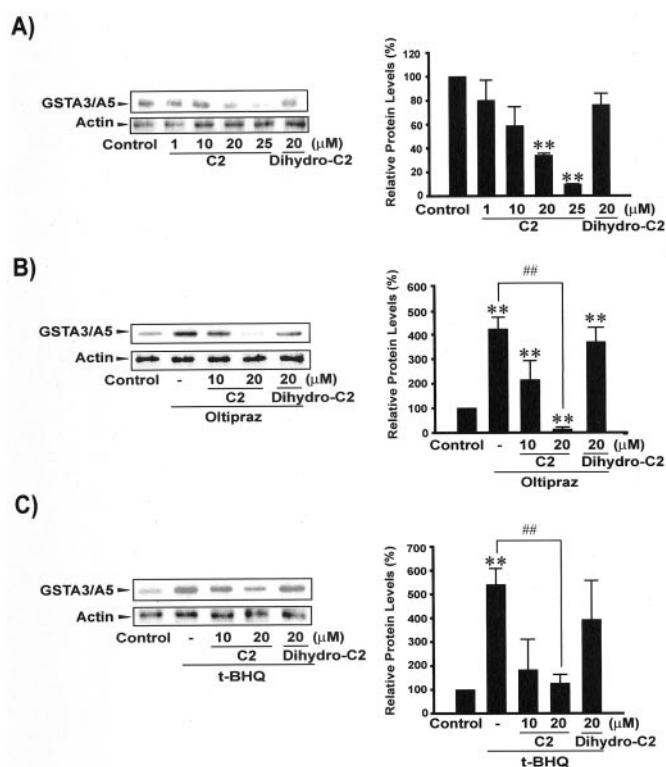 A)
GSTA3/A5
Actin
Control 1 10 20 25 20 (μM)
C2 Dihydro-C2
Relative Protein Levels (%)
120
100
80
60
40
20
0
**
**
Control 1 10 20 25 20 (μM)
C2 Dihydro-C2
B)
GSTA3/A5
Actin
Control - 10 20 20 (μM)
C2 Dihydro-C2
Oltipraz
Relative Protein Levels (%)
600
500
400
300
200
100
0
##
**
**
**
**
Control - 10 20 20 (μM)
C2 Dihydro-C2
Oltipraz
C)
GSTA3/A5
Actin
Control - 10 20 20 (μM)
C2 Dihydro-C2
t-BHQ
Relative Protein Levels (%)
700
600
500
400
300
200
100
0
##
**
Control - 10 20 20 (μM)
C2 Dihydro-C2
t-BHQ